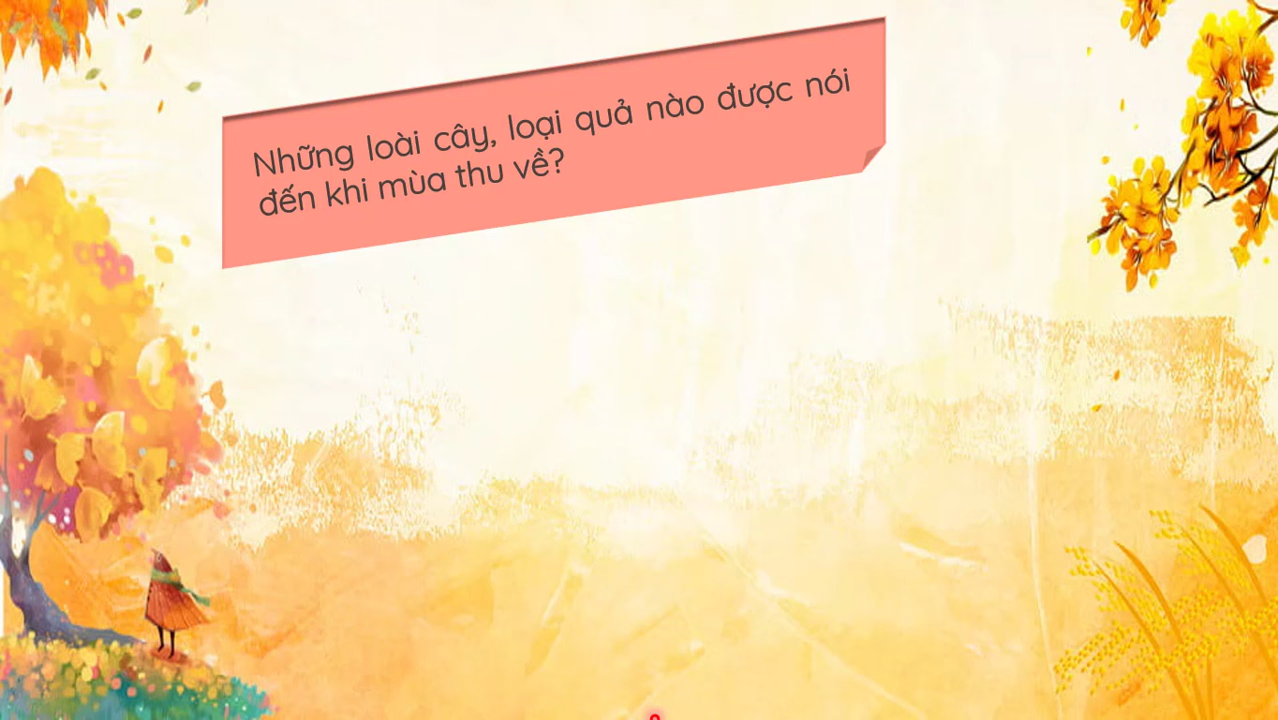 Những loài cây, loại quả nào được nói
đến khi mùa thu về?